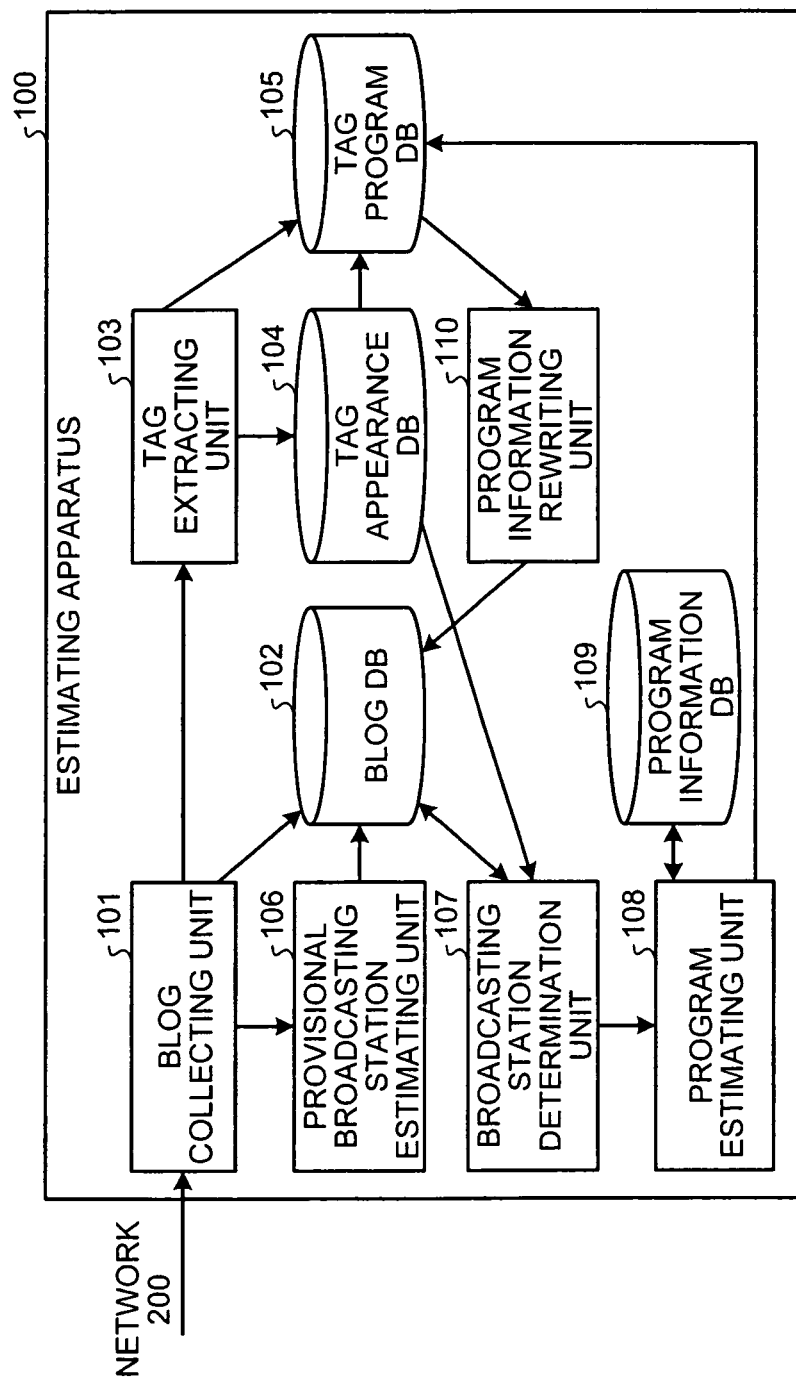 ESTIMATING APPARATUS
100
NETWORK
200
101
BLOG
COLLECTING UNIT
102
BLOG DB
103
TAG
EXTRACTING
UNIT
104
TAG
APPEARANCE
DB
105
TAG
PROGRAM
DB
106
PROVISIONAL
BROADCASTING
STATION
ESTIMATING UNIT
107
BROADCASTING
STATION
DETERMINATION
UNIT
108
PROGRAM
ESTIMATING UNIT
109
PROGRAM
INFORMATION
DB
110
PROGRAM
INFORMATION
REWRITING
UNIT